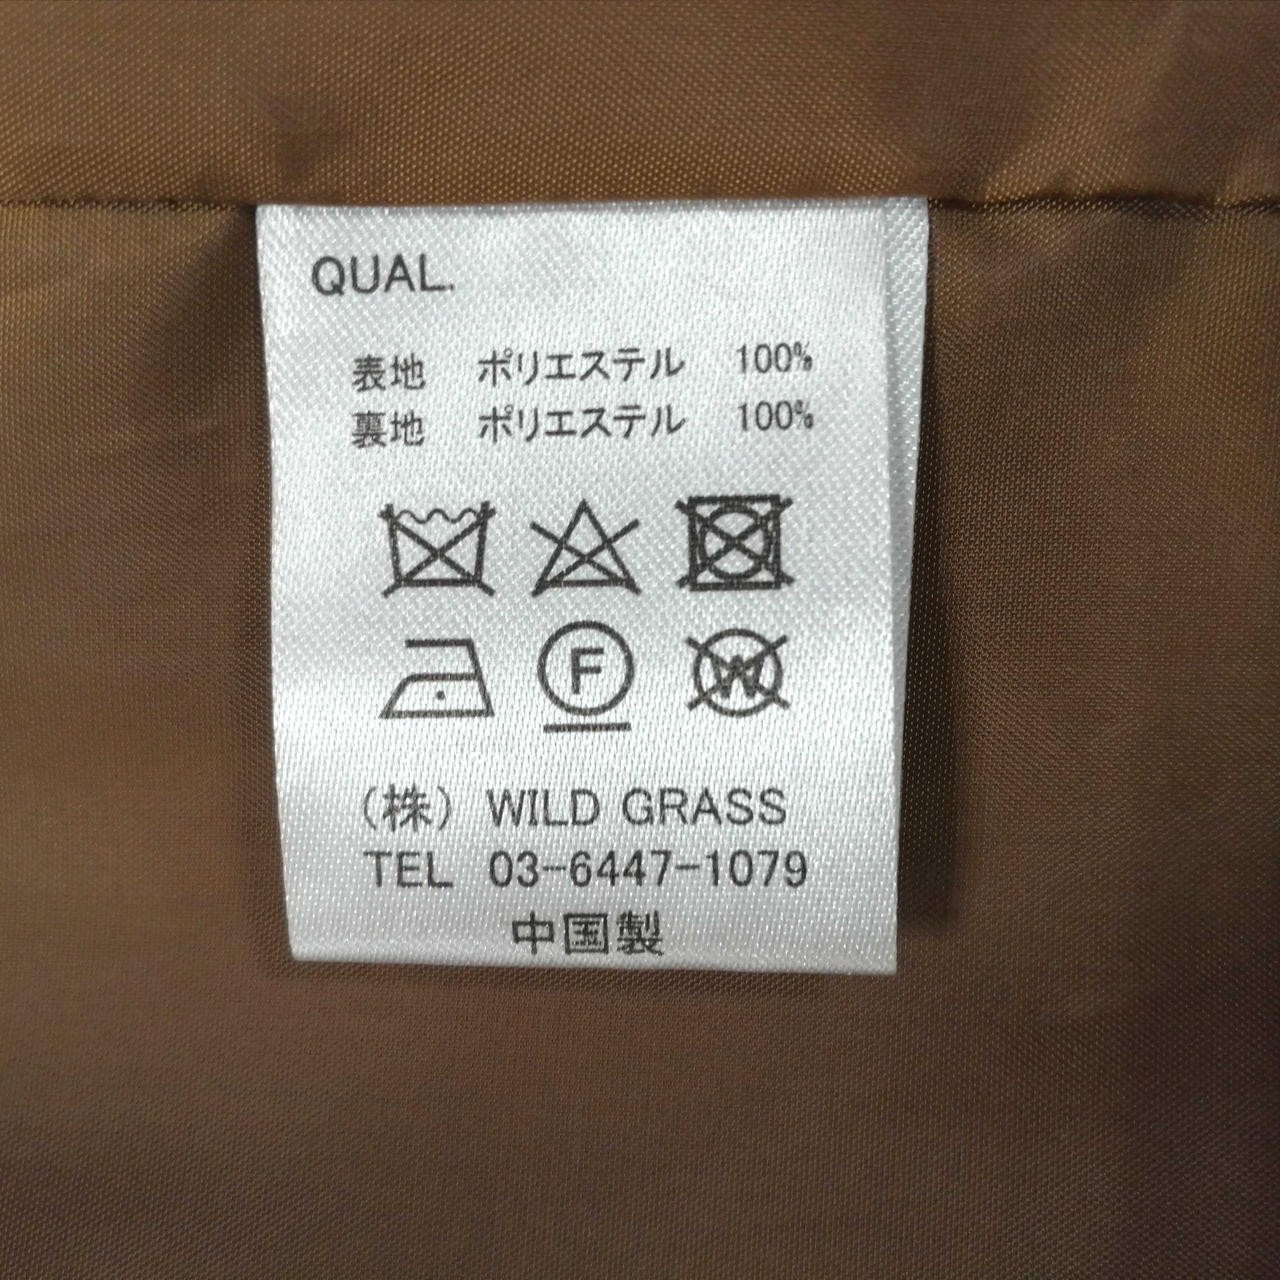 QUAL.
表地 ポリエステル 100%
裏地 ポリエステル 100%
F W
(株) WILD GRASS
TEL 03-6447-1079
中国製